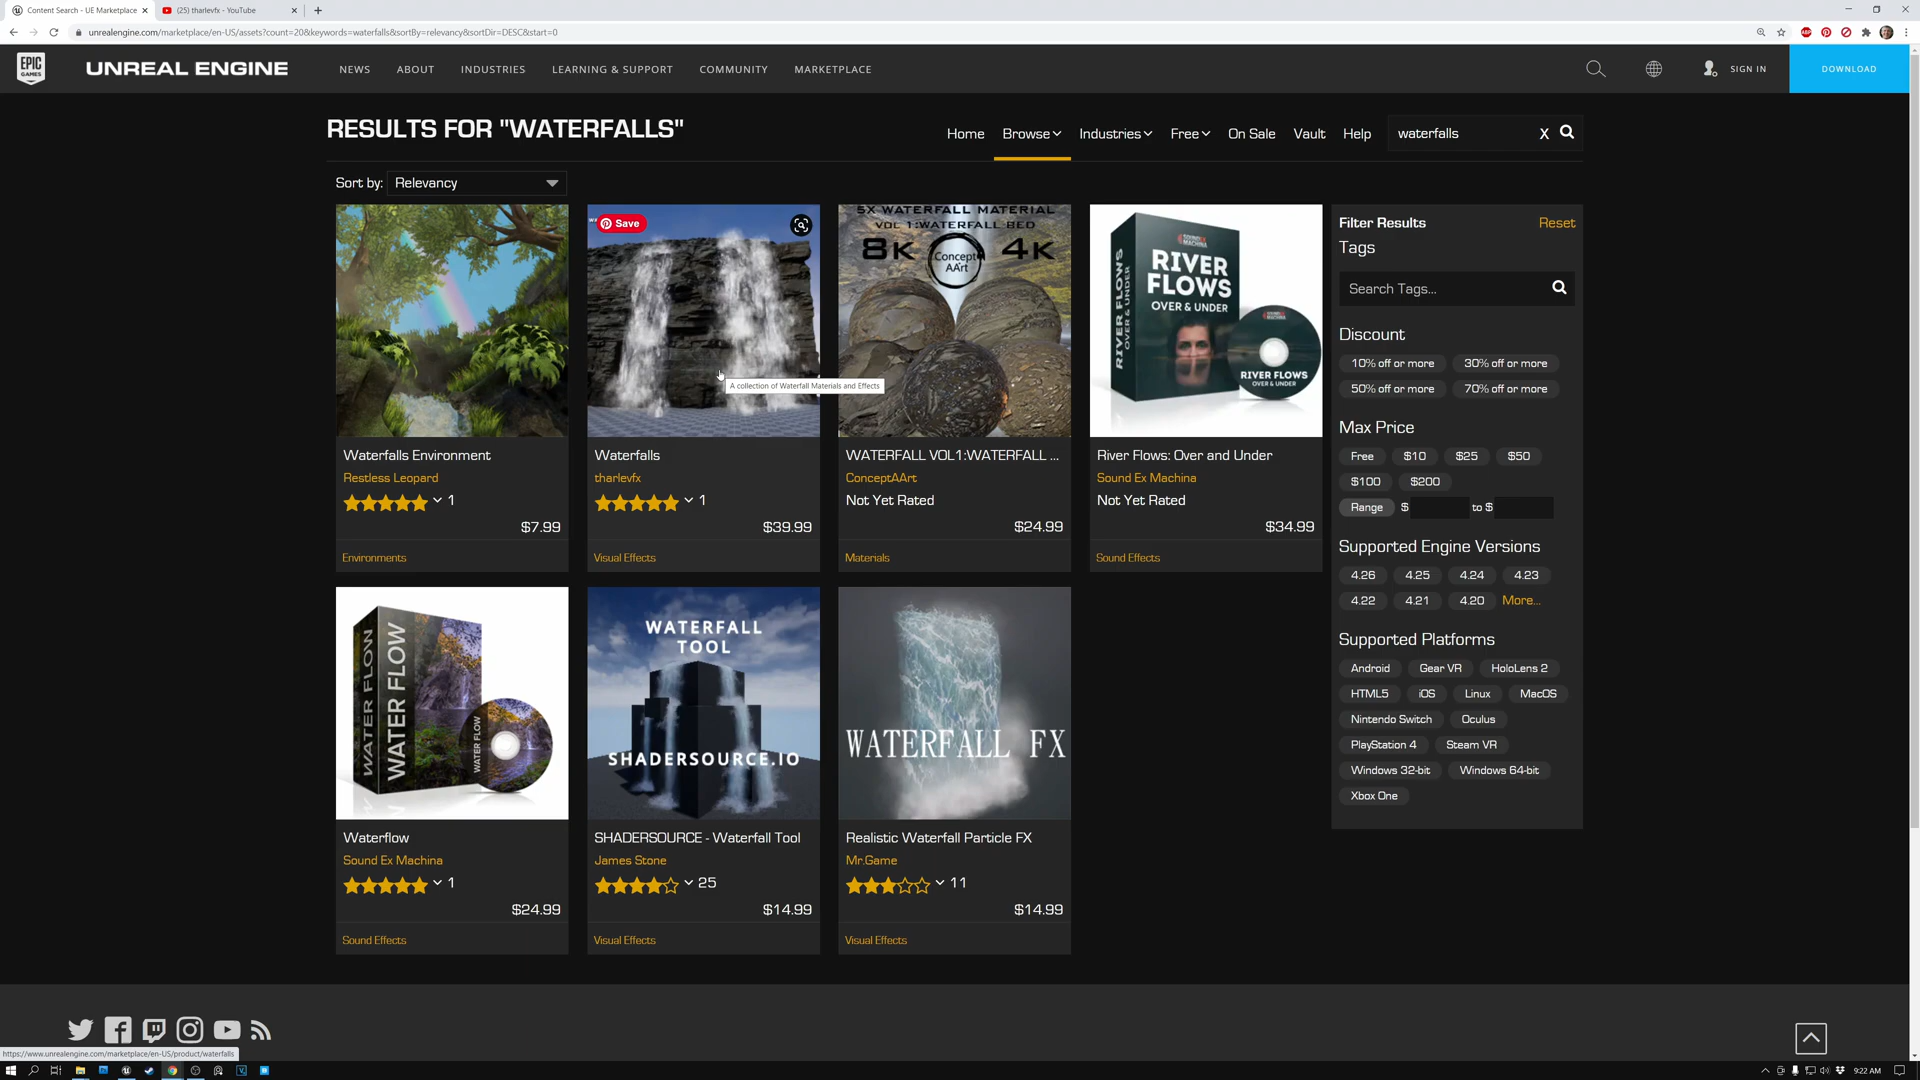 Content Search - UE Marketplace
(25) tharlevfx - YouTube
unrealengine.com/marketplace/en-US/assets?count=20&keywords=waterfalls&sortBy=relevancy&sortDir=DESC&start=0
EPIC GAMES
UNREAL ENGINE
NEWS ABOUT INDUSTRIES LEARNING & SUPPORT COMMUNITY MARKETPLACE
SIGN IN
DOWNLOAD
RESULTS FOR "WATERFALLS"
Home Browse Industries Free On Sale Vault Help
waterfalls X
Sort by: Relevancy
Save
A collection of Waterfall Materials and Effects
5X WATERFALL MATERIAL
VOL 1:WATERFALL BED
8K Concept AArt 4K
RIVER FLOWS
OVER & UNDER
RIVER FLOWS
OVER & UNDER
RIVER FLOWS
OVER & UNDER
Waterfalls Environment
Restless Leopard
1
$7.99
Environments
Waterfalls
tharlevfx
1
$39.99
Visual Effects
WATERFALL VOL1:WATERFALL ...
ConceptAArt
Not Yet Rated
$24.99
Materials
River Flows: Over and Under
Sound Ex Machina
Not Yet Rated
$34.99
Sound Effects
WATER FLOW
WATER FLOW
WATER FLOW
Waterflow
Sound Ex Machina
1
$24.99
Sound Effects
WATERFALL
TOOL
SHADERSOURCE.IO
SHADERSOURCE - Waterfall Tool
James Stone
25
$14.99
Visual Effects
WATERFALL FX
Realistic Waterfall Particle FX
Mr.Game
11
$14.99
Visual Effects
Filter Results Reset
Tags
Search Tags...
Discount
10% off or more 30% off or more
50% off or more 70% off or more
Max Price
Free $10 $25 $50
$100 $200
Range $ to $
Supported Engine Versions
4.26 4.25 4.24 4.23
4.22 4.21 4.20 More...
Supported Platforms
Android Gear VR HoloLens 2
HTML5 iOS Linux MacOS
Nintendo Switch Oculus
PlayStation 4 Steam VR
Windows 32-bit Windows 64-bit
Xbox One
https://www.unrealengine.com/marketplace/en-US/product/waterfalls
9:22 AM